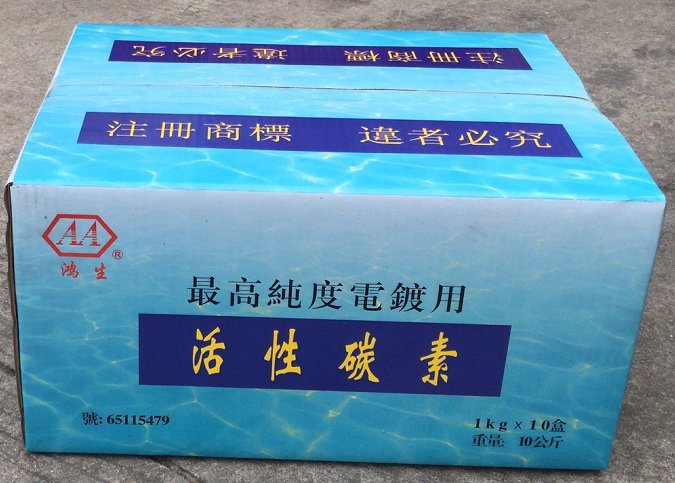 注冊商標 違者必究
注冊商標 違者必究
AA
®
鴻生
最高純度電鍍用
活性碳素
號: 65115479
1kg×10盒
重量: 10公斤